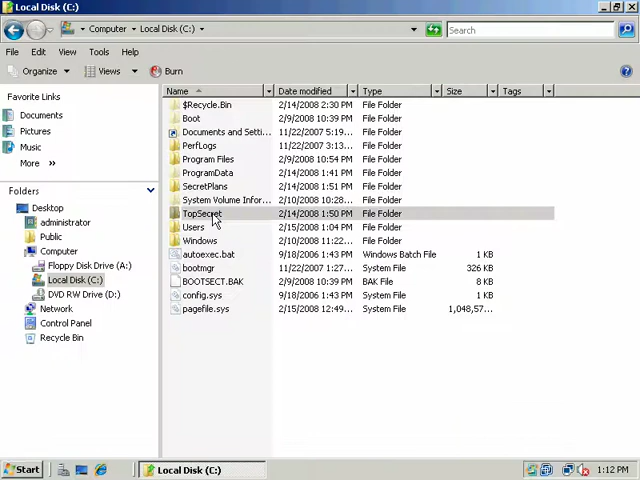 Local Disk (C:)
Computer Local Disk (C:) Search
File Edit View Tools Help
Organize Views Burn
Favorite Links
Documents
Pictures
Music
More »
Folders
Desktop
administrator
Public
Computer
Floppy Disk Drive (A:)
Local Disk (C:)
DVD RW Drive (D:)
Network
Control Panel
Recycle Bin
Name Date modified Type Size Tags
$Recycle.Bin 2/14/2008 2:30 PM File Folder
Boot 2/9/2008 10:39 PM File Folder
Documents and Setti... 11/22/2007 5:19... File Folder
PerfLogs 11/22/2007 3:13... File Folder
Program Files 2/9/2008 10:54 PM File Folder
ProgramData 2/14/2008 1:41 PM File Folder
SecretPlans 2/14/2008 1:51 PM File Folder
System Volume Infor... 2/10/2008 10:28... File Folder
TopSecret 2/14/2008 1:50 PM File Folder
Users 2/15/2008 1:04 PM File Folder
Windows 2/10/2008 11:22... File Folder
autoexec.bat 9/18/2006 1:43 PM Windows Batch File 1 KB
bootmgr 11/22/2007 1:27... System File 326 KB
BOOTSECT.BAK 2/9/2008 10:39 PM BAK File 8 KB
config.sys 9/18/2006 1:43 PM System File 1 KB
pagefile.sys 2/15/2008 12:49... System File 1,048,57...
Start Local Disk (C:) 1:12 PM